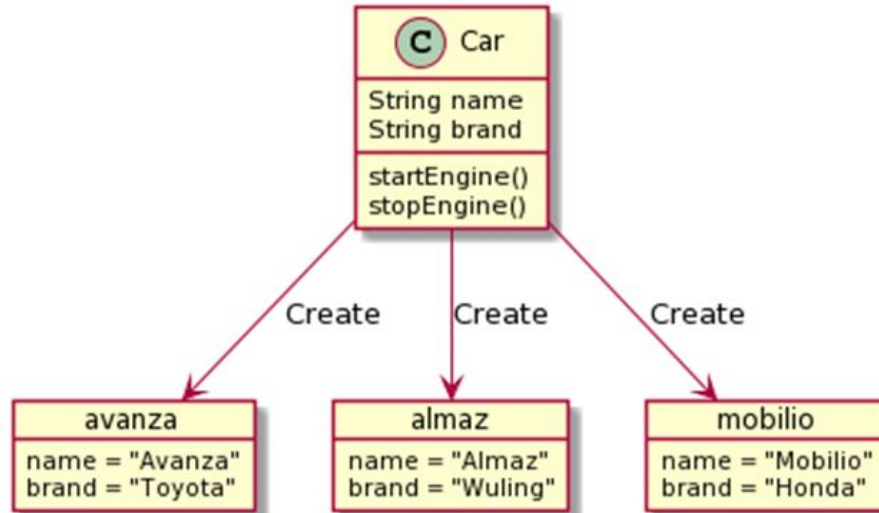 C Car
String name
String brand
startEngine()
stopEngine()
Create
Create
Create
avanza
name = "Avanza"
brand = "Toyota"
almaz
name = "Almaz"
brand = "Wuling"
mobilio
name = "Mobilio"
brand = "Honda"